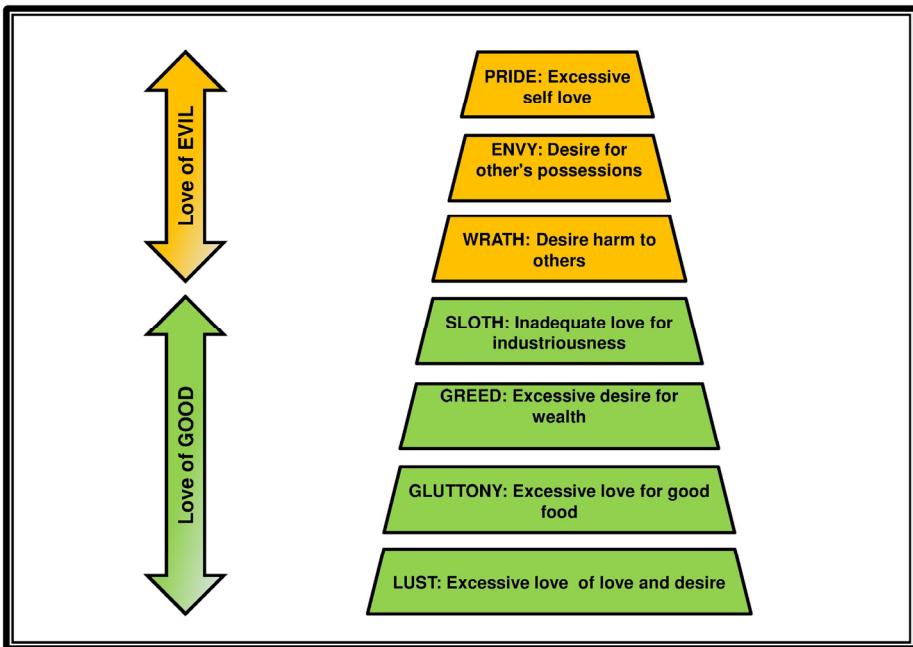 Love of EVIL
PRIDE: Excessive
self love
ENVY: Desire for
other's possessions
WRATH: Desire harm to
others
Love of GOOD
SLOTH: Inadequate love for
industriousness
GREED: Excessive desire for
wealth
GLUTTONY: Excessive love for good
food
LUST: Excessive love of love and desire